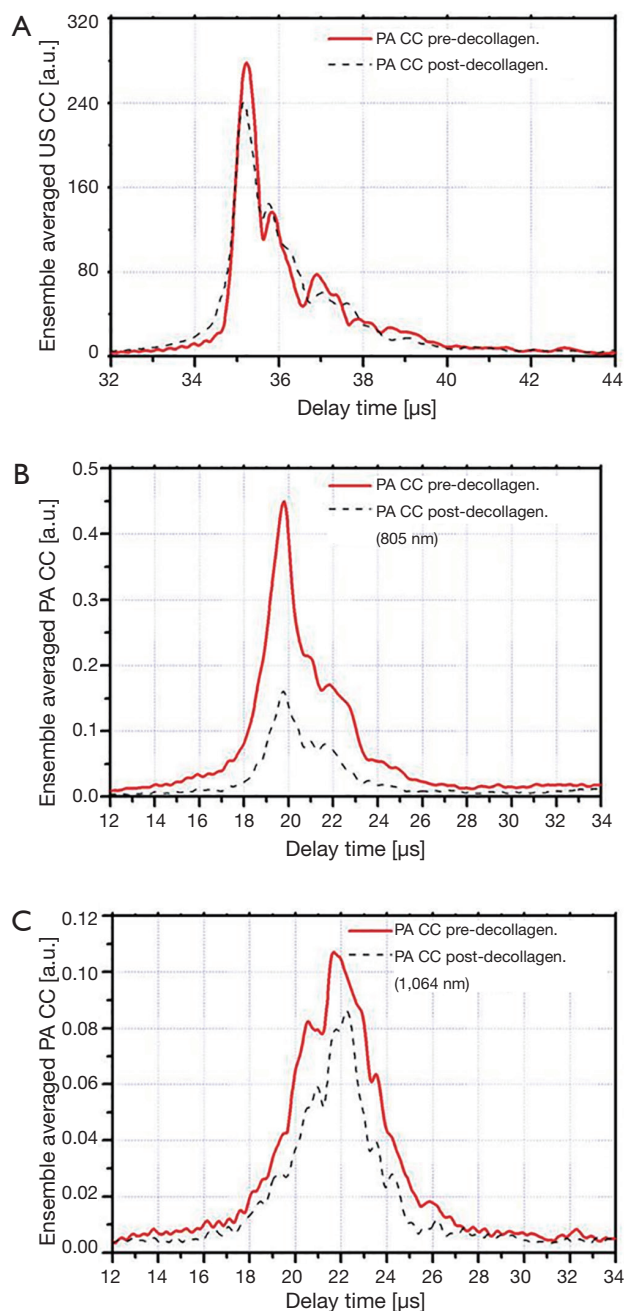 A
Ensemble averaged US CC [a.u.]
320
240
160
80
0
PA CC pre-decollagen.
PA CC post-decollagen.
32 34 36 38 40 42 44
Delay time [µs]
B
Ensemble averaged PA CC [a.u.]
0.5
0.4
0.3
0.2
0.1
0.0
PA CC pre-decollagen.
PA CC post-decollagen.
(805 nm)
12 14 16 18 20 22 24 26 28 30 32 34
Delay time [µs]
C
Ensemble averaged PA CC [a.u.]
0.12
0.10
0.08
0.06
0.04
0.02
0.00
PA CC pre-decollagen.
PA CC post-decollagen.
(1,064 nm)
12 14 16 18 20 22 24 26 28 30 32 34
Delay time [µs]